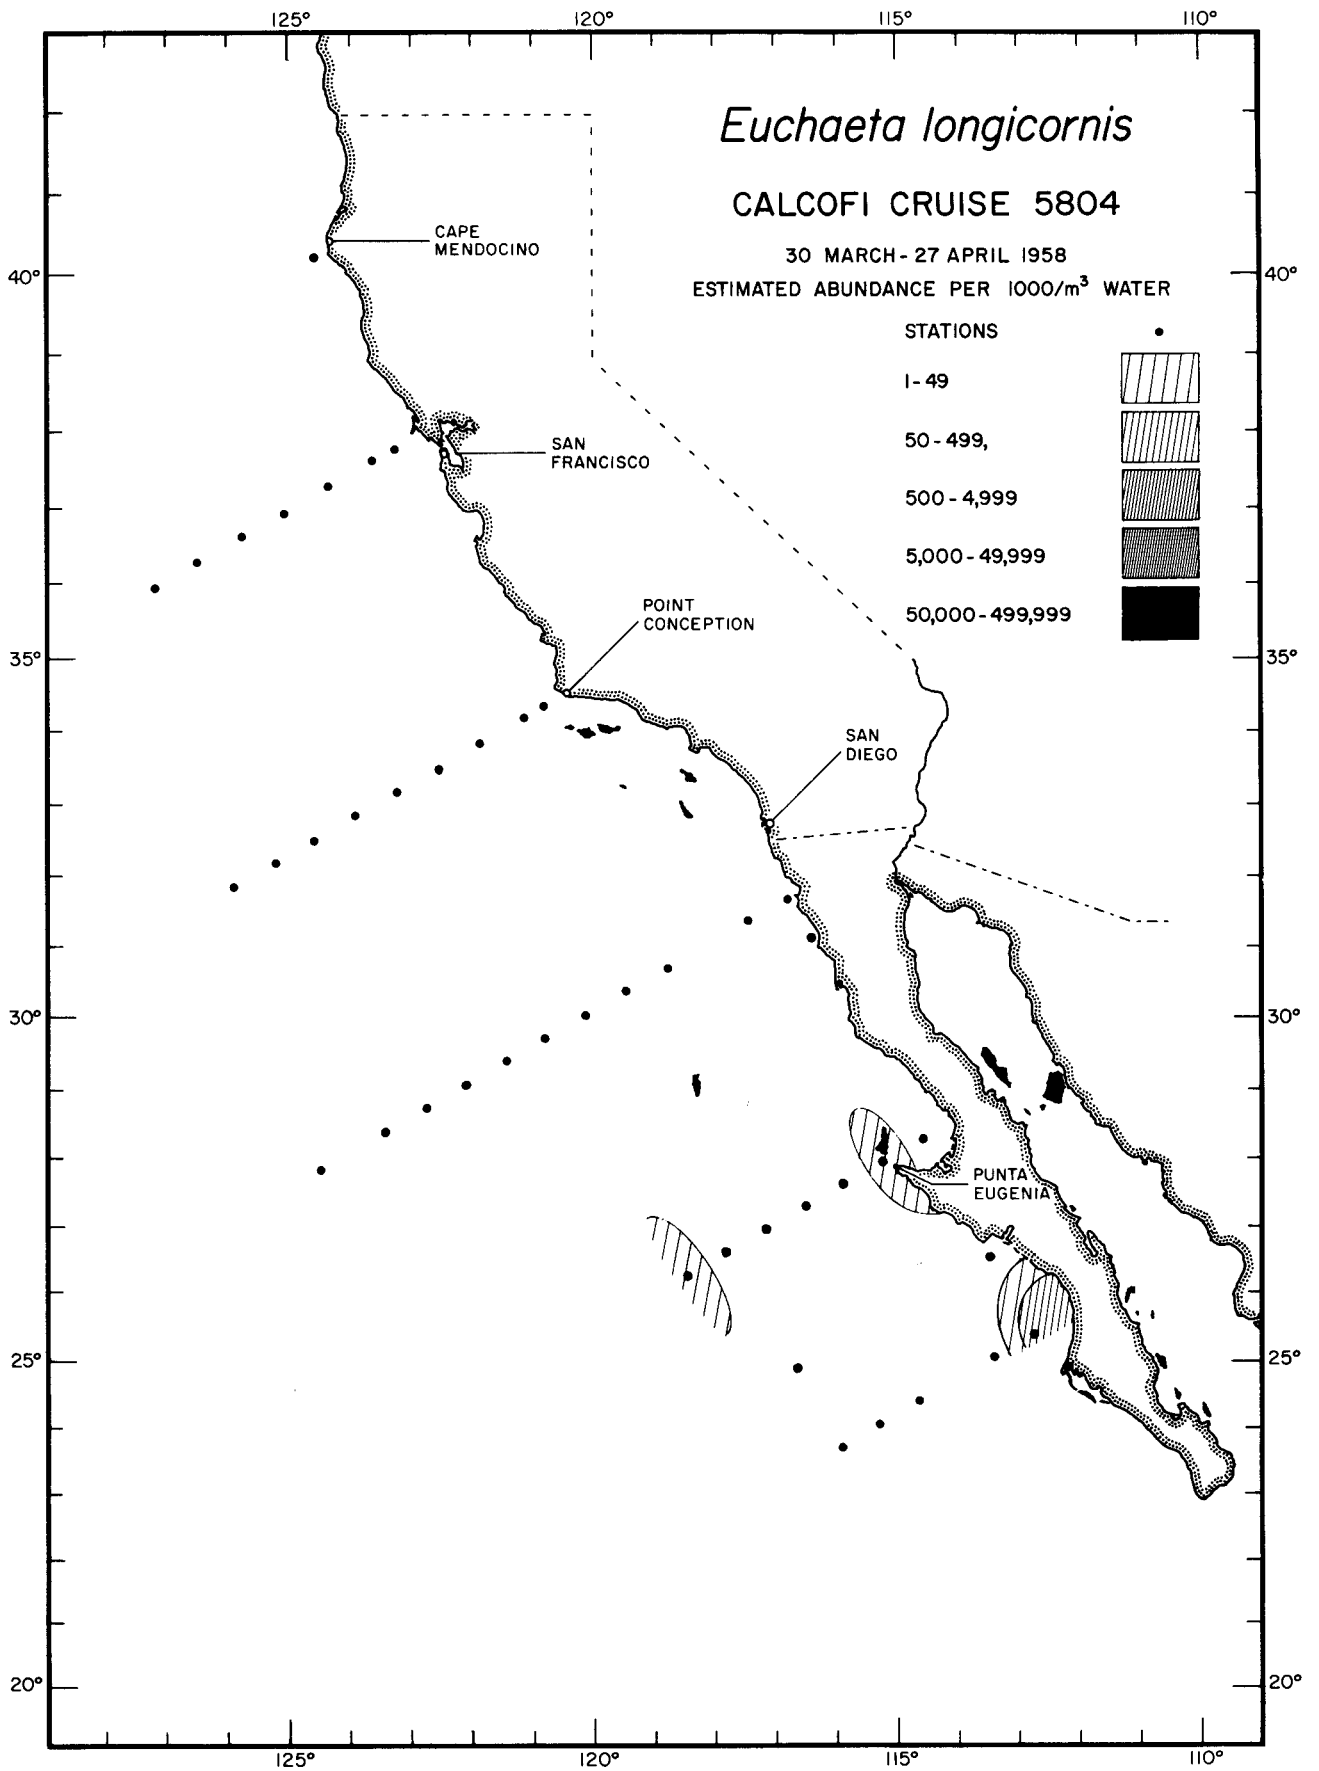 125° 120° 115° 110°
Euchaeta longicornis
CALCOFI CRUISE 5804
30 MARCH - 27 APRIL 1958
ESTIMATED ABUNDANCE PER 1000/m³ WATER
STATIONS
1 - 49
50 - 499,
500 - 4,999
5,000 - 49,999
50,000 - 499,999
CAPE
MENDOCINO
40° 40°
SAN
FRANCISCO
POINT
CONCEPTION
35° 35°
SAN
DIEGO
30° 30°
PUNTA
EUGENIA
25° 25°
20° 20°
125° 120° 115° 110°